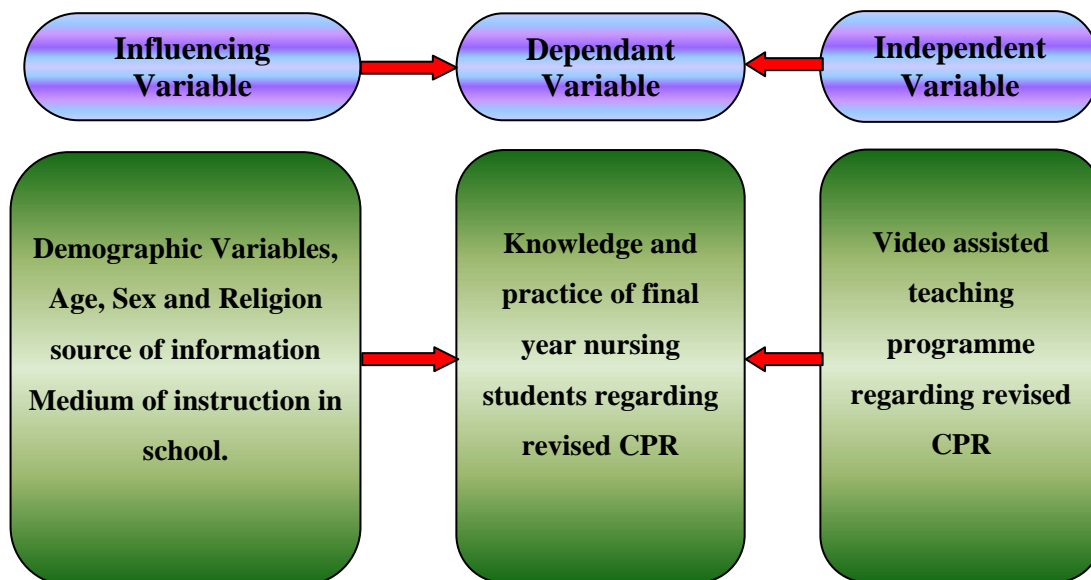 Influencing
Variable
Dependant
Variable
Independent
Variable
Demographic Variables,
Age, Sex and Religion
source of information
Medium of instruction in
school.
Knowledge and
practice of final
year nursing
students regarding
revised CPR
Video assisted
teaching
programme
regarding revised
CPR